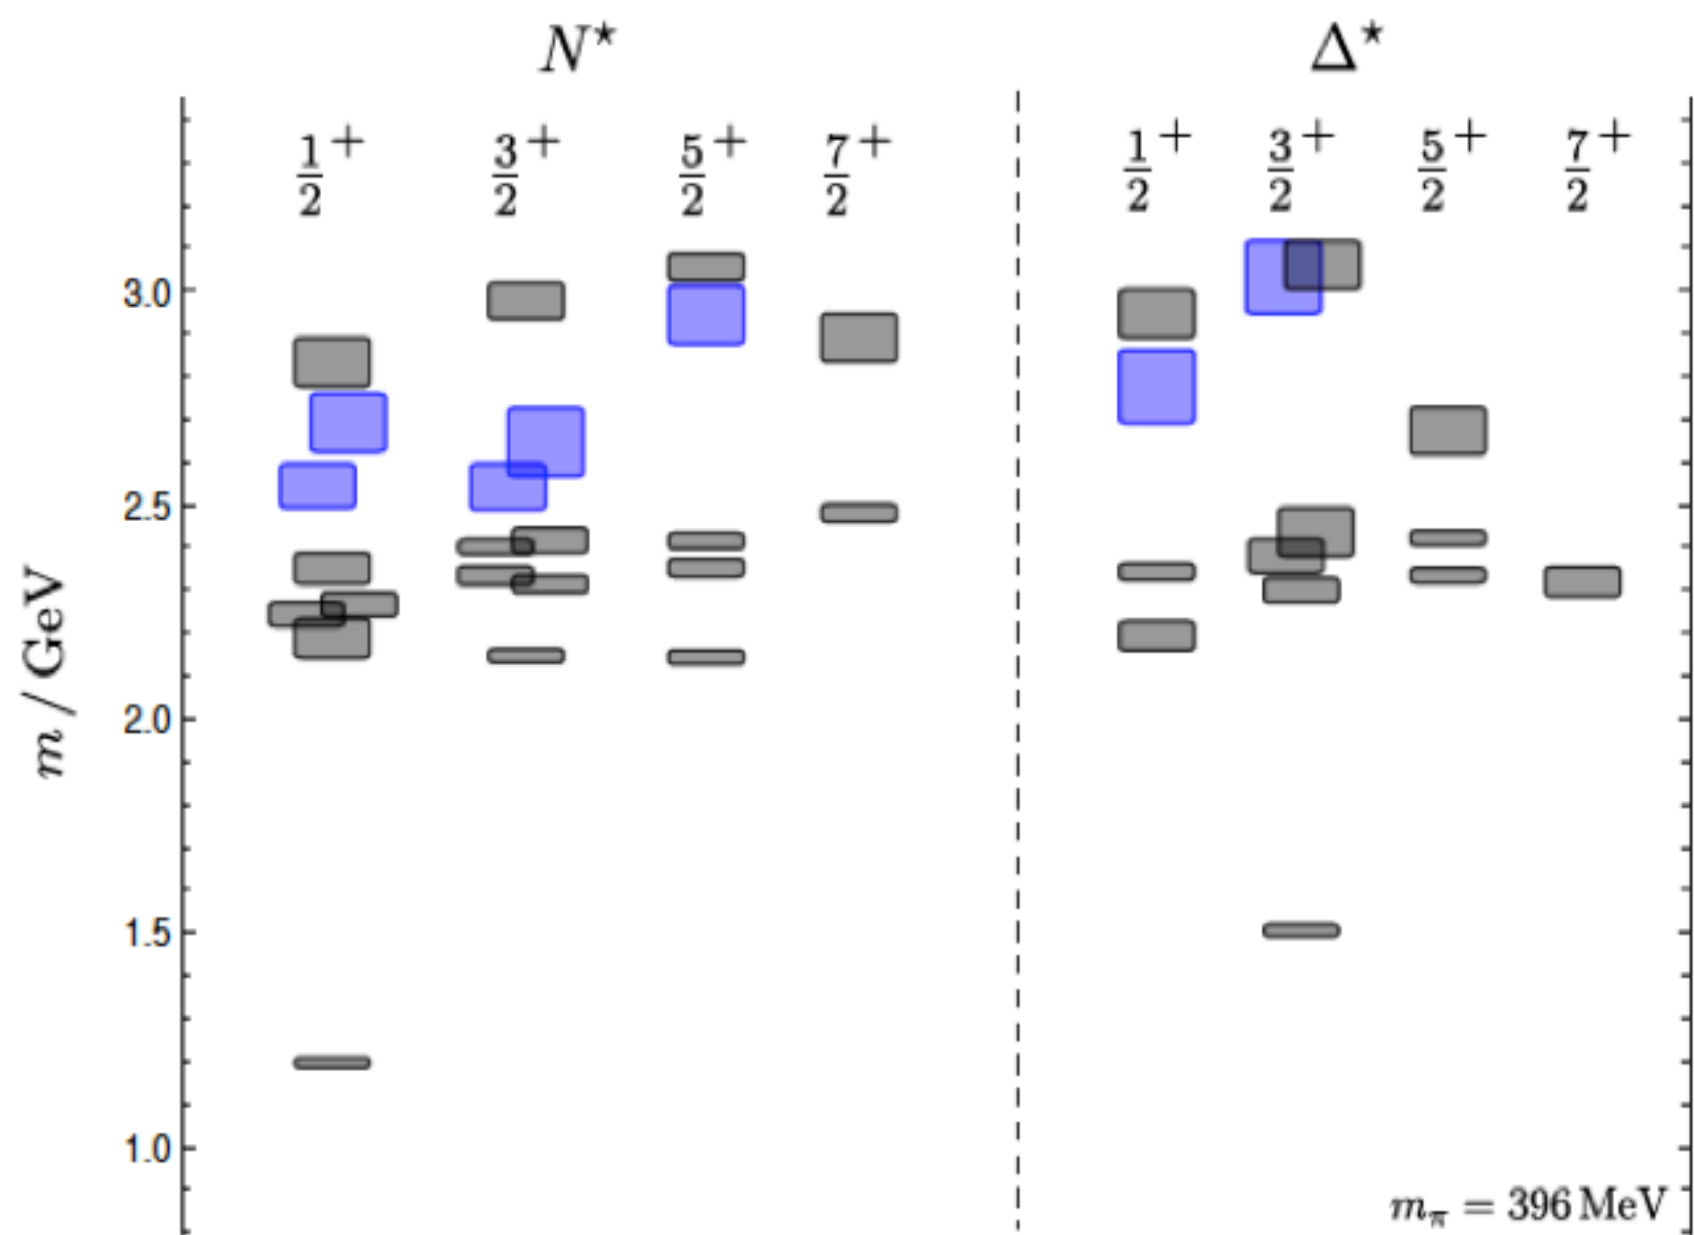 N⋆ Δ⋆
1/2+ 3/2+ 5/2+ 7/2+ 1/2+ 3/2+ 5/2+ 7/2+
3.0
2.5
m / GeV
2.0
1.5
1.0
mπ = 396 MeV